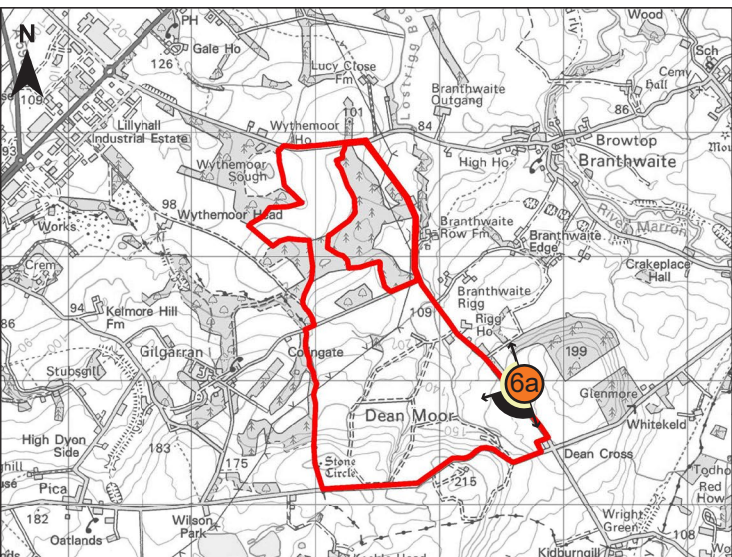 N
PH
Gale Ho
126
Wood
Sch
Cemy
Hall
Lucy Close
Fm
Branthwaite
Outgang
86
109
Lillyhall
Industrial Estate
Wythemoor
Ho
101
84
High Ho
Browtop
Branthwaite
Wythemoor
Sough
98
Wythemoor Head
Works
River Marron
Branthwaite
Row Fm
Branthwaite
Edge
Crakeplace
Hall
Crem
94
Kelmore Hill
Fm
86
Branthwaite
Rigg
Rigg
Ho
109
Gilgarran
Colingate
199
Stubsgill
6a
Glenmore
Dean Moor
Whitekeld
High Dyon
Side
183
Dean Cross
175
Stone
Circle
215
Pica
Red
How
182
Oatlands
Wilson
Park
Wright
Green
108